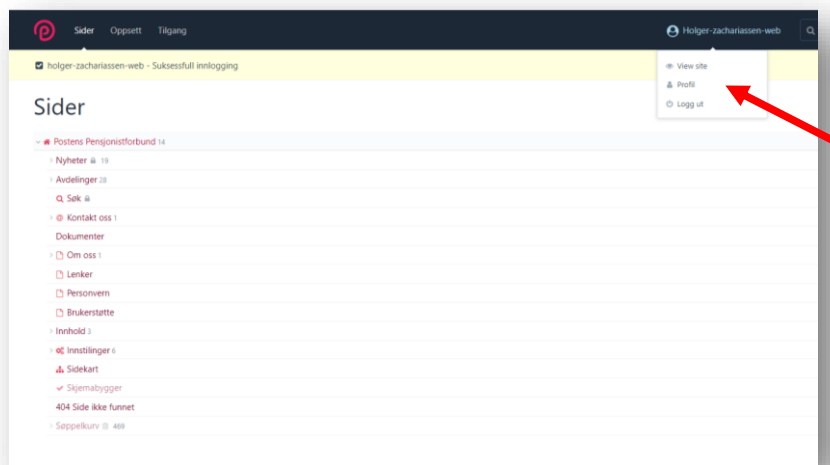 Sider Oppsett Tilgang Holger-zachariassen-web
holger-zachariassen-web - Suksessfull innlogging
View site
Profil
Logg ut
Sider
Postens Pensjonistforbund 14
Nyheter 19
Avdelinger 28
Søk
Kontakt oss 1
Dokumenter
Om oss 1
Lenker
Personvern
Brukerstøtte
Innhold 3
Innstilinger 6
Sidekart
Skjemabygger
404 Side ikke funnet
Søppelkurv 469